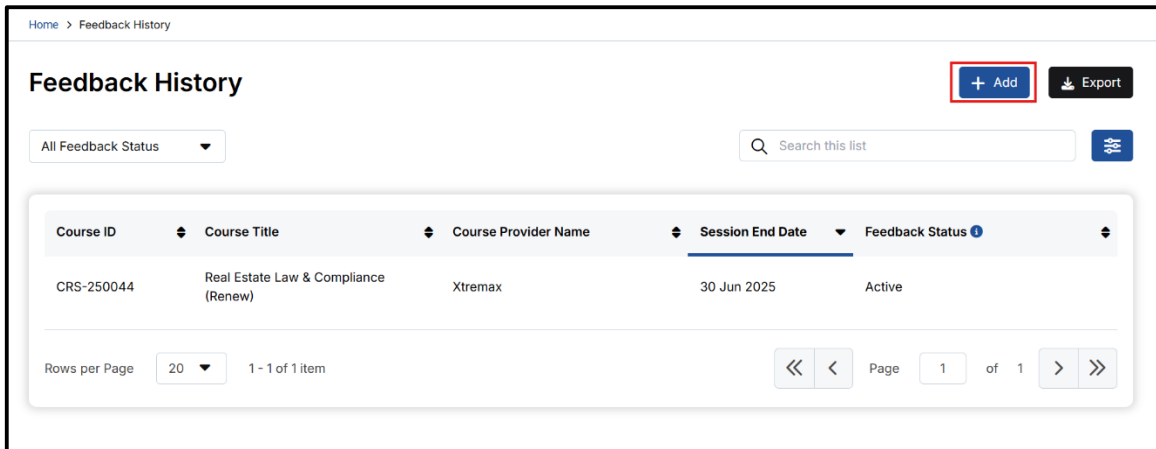 Home > Feedback History
Feedback History
+ Add
Export
All Feedback Status
Search this list
Course ID Course Title Course Provider Name Session End Date Feedback Status
CRS-250044 Real Estate Law & Compliance (Renew) Xtremax 30 Jun 2025 Active
Rows per Page 20 1 - 1 of 1 item Page 1 of 1